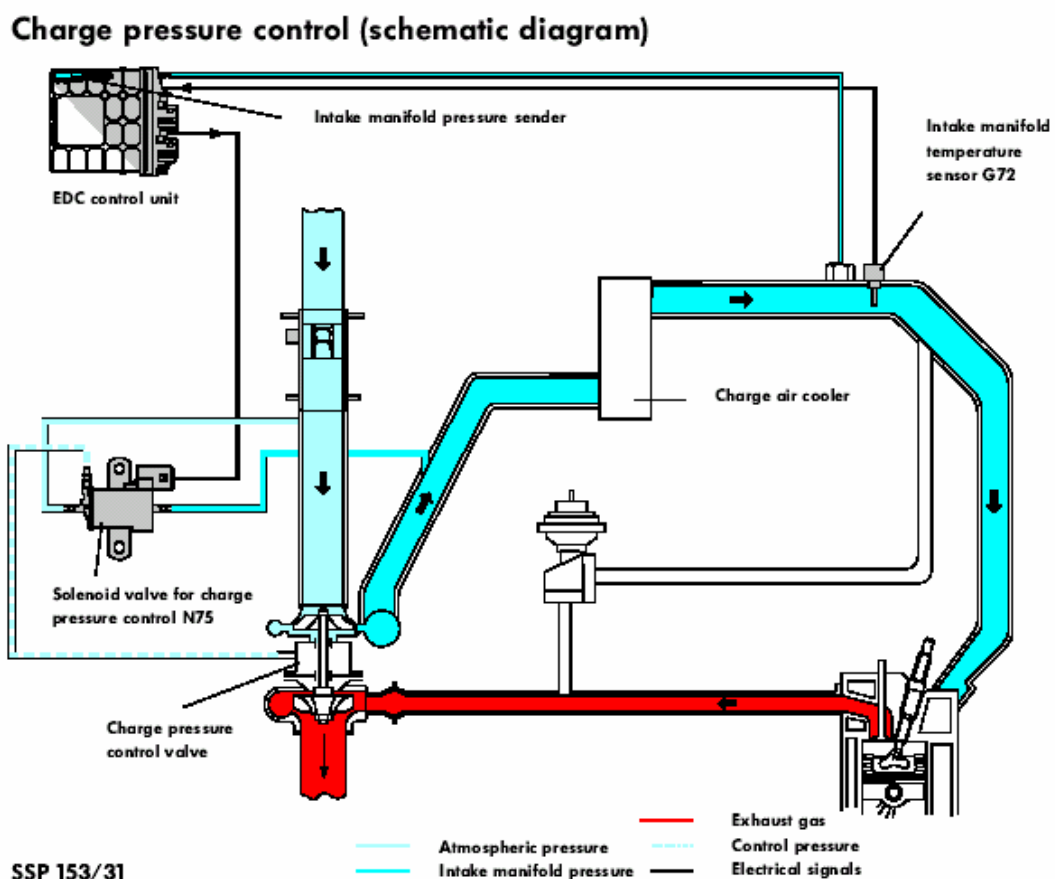 Charge pressure control (schematic diagram)
Intake manifold pressure sender
Intake manifold
temperature
sensor G72
EDC control unit
Charge air cooler
Solenoid valve for charge
pressure control N75
Charge pressure
control valve
Exhaust gas
Atmospheric pressure
Control pressure
Intake manifold pressure
Electrical signals
SSP 153/31